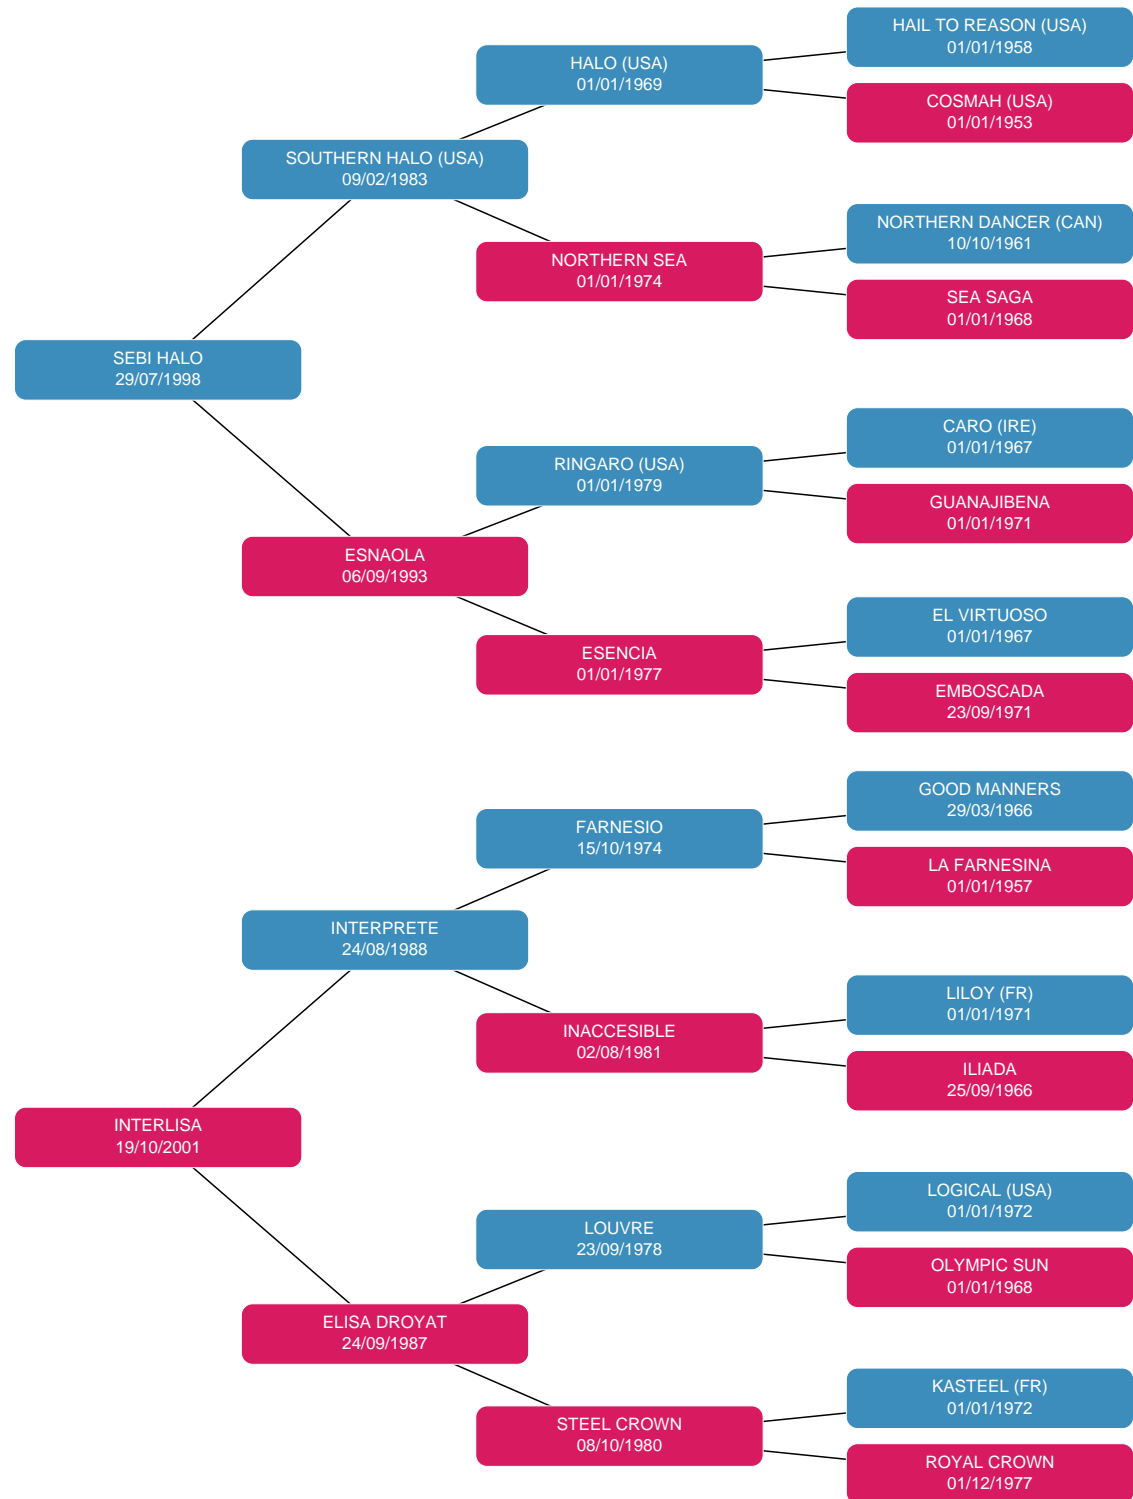 HAIL TO REASON (USA)
01/01/1958
HALO (USA)
01/01/1969
COSMAH (USA)
01/01/1953
SOUTHERN HALO (USA)
09/02/1983
NORTHERN DANCER (CAN)
10/10/1961
NORTHERN SEA
01/01/1974
SEA SAGA
01/01/1968
SEBI HALO
29/07/1998
CARO (IRE)
01/01/1967
RINGARO (USA)
01/01/1979
GUANAJIBENA
01/01/1971
ESNAOLA
06/09/1993
EL VIRTUOSO
01/01/1967
ESENCIA
01/01/1977
EMBOSCADA
23/09/1971
GOOD MANNERS
29/03/1966
FARNESIO
15/10/1974
LA FARNESINA
01/01/1957
INTERPRETE
24/08/1988
LILOY (FR)
01/01/1971
INACCESIBLE
02/08/1981
ILIADA
25/09/1966
INTERLISA
19/10/2001
LOGICAL (USA)
01/01/1972
LOUVRE
23/09/1978
OLYMPIC SUN
01/01/1968
ELISA DROYAT
24/09/1987
KASTEEL (FR)
01/01/1972
STEEL CROWN
08/10/1980
ROYAL CROWN
01/12/1977